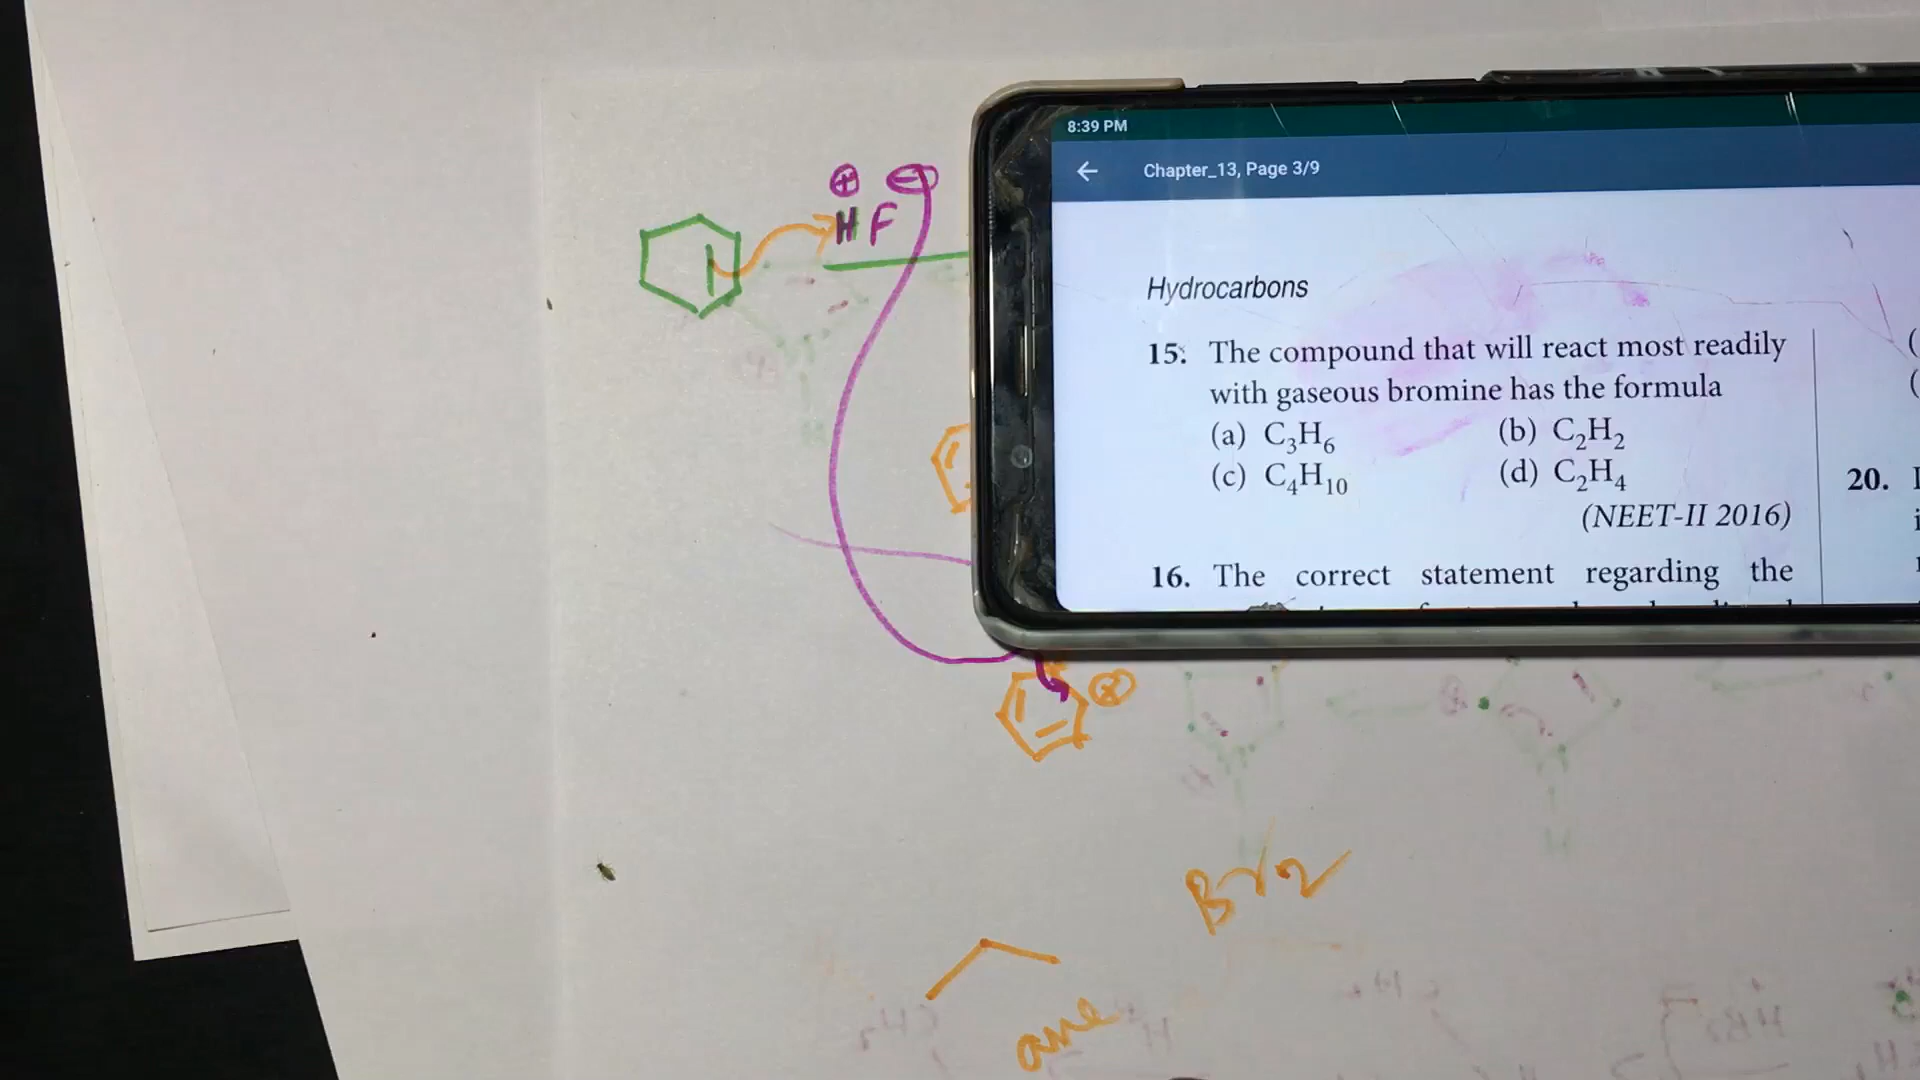 ⊕ ⊖
HF
8:39 PM
Chapter_13, Page 3/9
Hydrocarbons
15. The compound that will react most readily
with gaseous bromine has the formula
(a) C₃H₆ (b) C₂H₂
(c) C₄H₁₀ (d) C₂H₄
(NEET-II 2016)
16. The correct statement regarding the
20.
⊕
Br2
ane